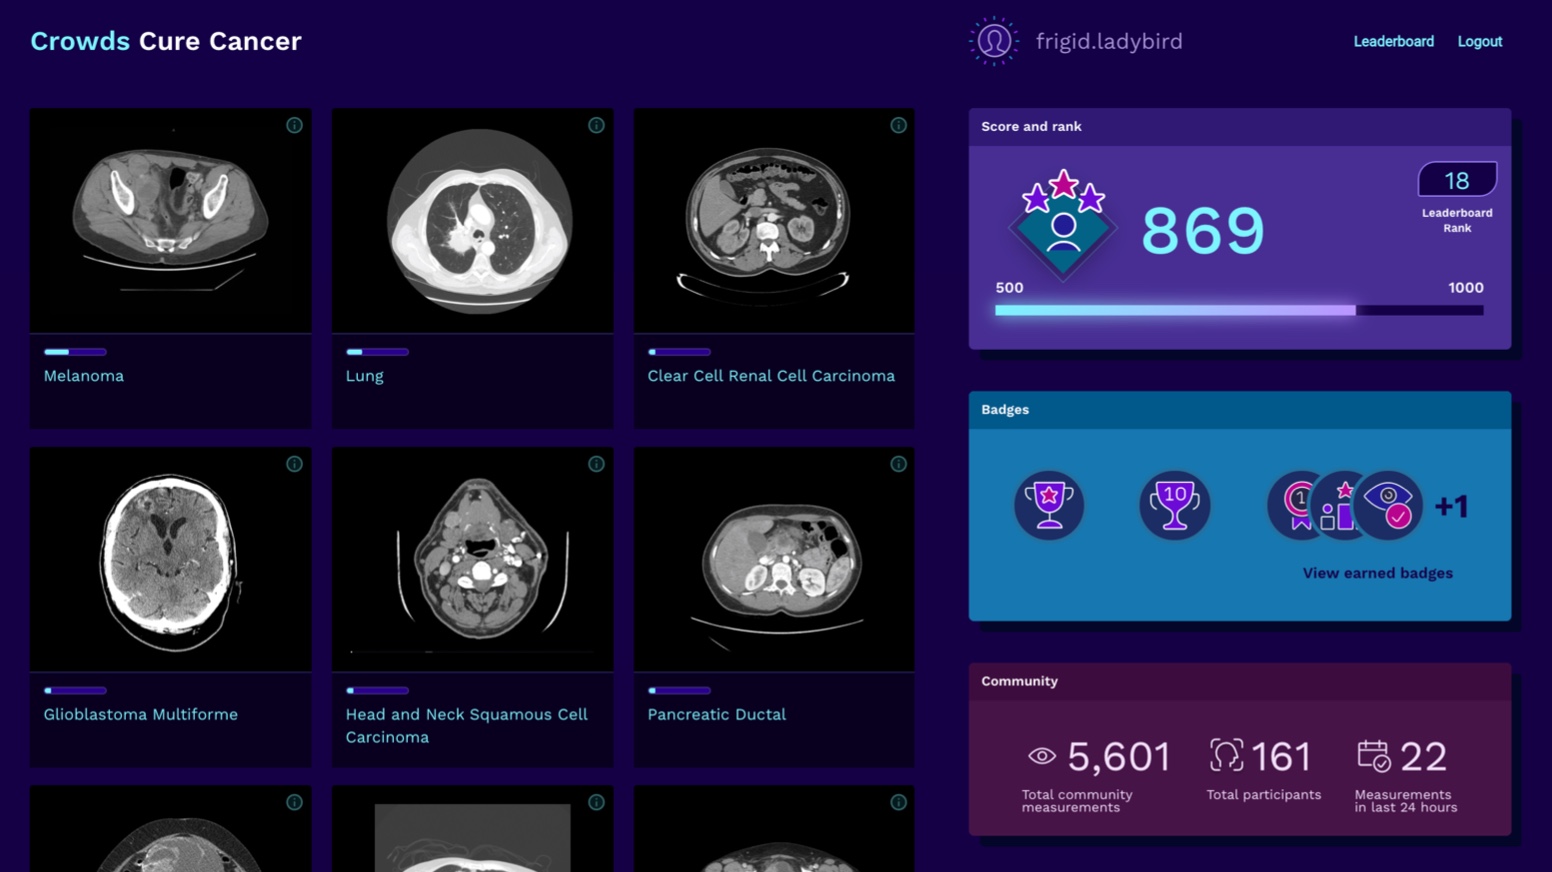 Crowds Cure Cancer
frigid.ladybird
Leaderboard
Logout
Melanoma
Lung
Clear Cell Renal Cell Carcinoma
Glioblastoma Multiforme
Head and Neck Squamous Cell
Carcinoma
Pancreatic Ductal
Score and rank
18
Leaderboard
Rank
869
500
1000
Badges
10
1
+1
View earned badges
Community
5,601
Total community
measurements
161
Total participants
22
Measurements
in last 24 hours